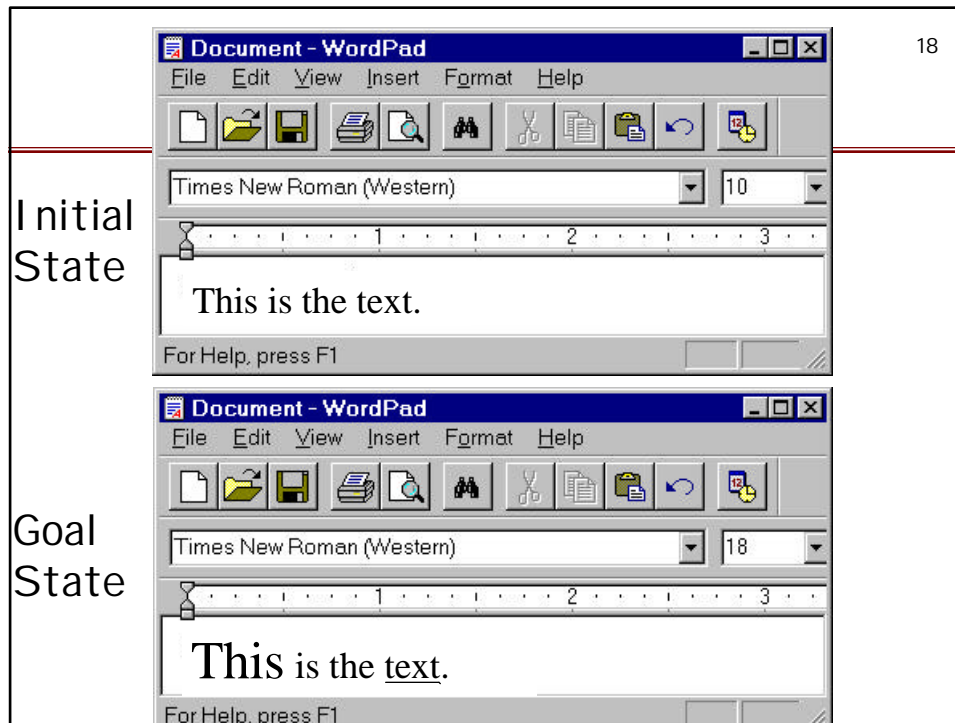 18
Document - WordPad
File Edit View Insert Format Help
12
Times New Roman (Western) 10
Initial
State
1 2 3
This is the text.
For Help, press F1
Document - WordPad
File Edit View Insert Format Help
12
Times New Roman (Western) 18
Goal
State
1 2 3
This is the text.
For Help, press F1